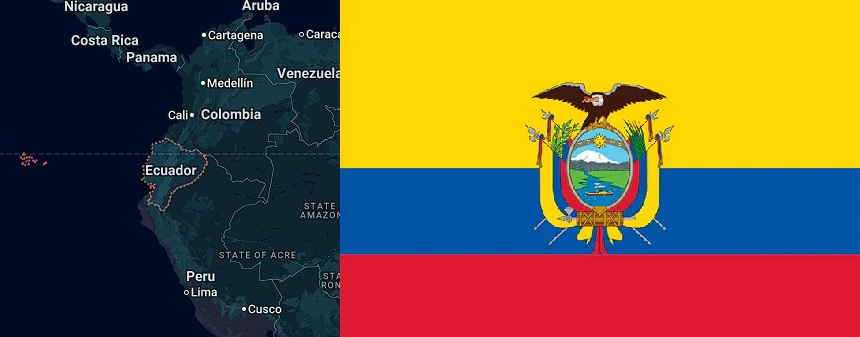 Nicaragua
Aruba
Costa Rica
Cartagena
Caraca
Panama
Venezuela
Medellín
Cali
Colombia
Ecuador
STATE
AMAZON
STATE OF ACRE
STA
RON
Peru
Lima
Cusco